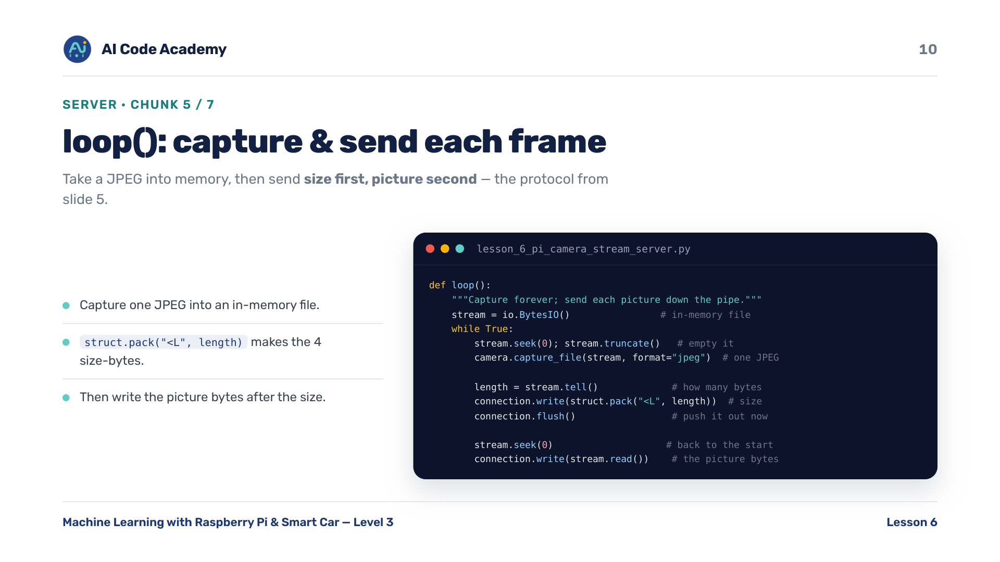 AI Code Academy
10
SERVER • CHUNK 5 / 7
loop(): capture & send each frame
Take a JPEG into memory, then send size first, picture second — the protocol from
slide 5.
Capture one JPEG into an in-memory file.
struct.pack("<L", length) makes the 4
size-bytes.
Then write the picture bytes after the size.
lesson_6_pi_camera_stream_server.py
def loop():
    """Capture forever; send each picture down the pipe."""
    stream = io.BytesIO()                # in-memory file
    while True:
        stream.seek(0); stream.truncate()   # empty it
        camera.capture_file(stream, format="jpeg")  # one JPEG
        length = stream.tell()             # how many bytes
        connection.write(struct.pack("<L", length))  # size
        connection.flush()                 # push it out now
        stream.seek(0)                    # back to the start
        connection.write(stream.read())    # the picture bytes
Machine Learning with Raspberry Pi & Smart Car — Level 3
Lesson 6